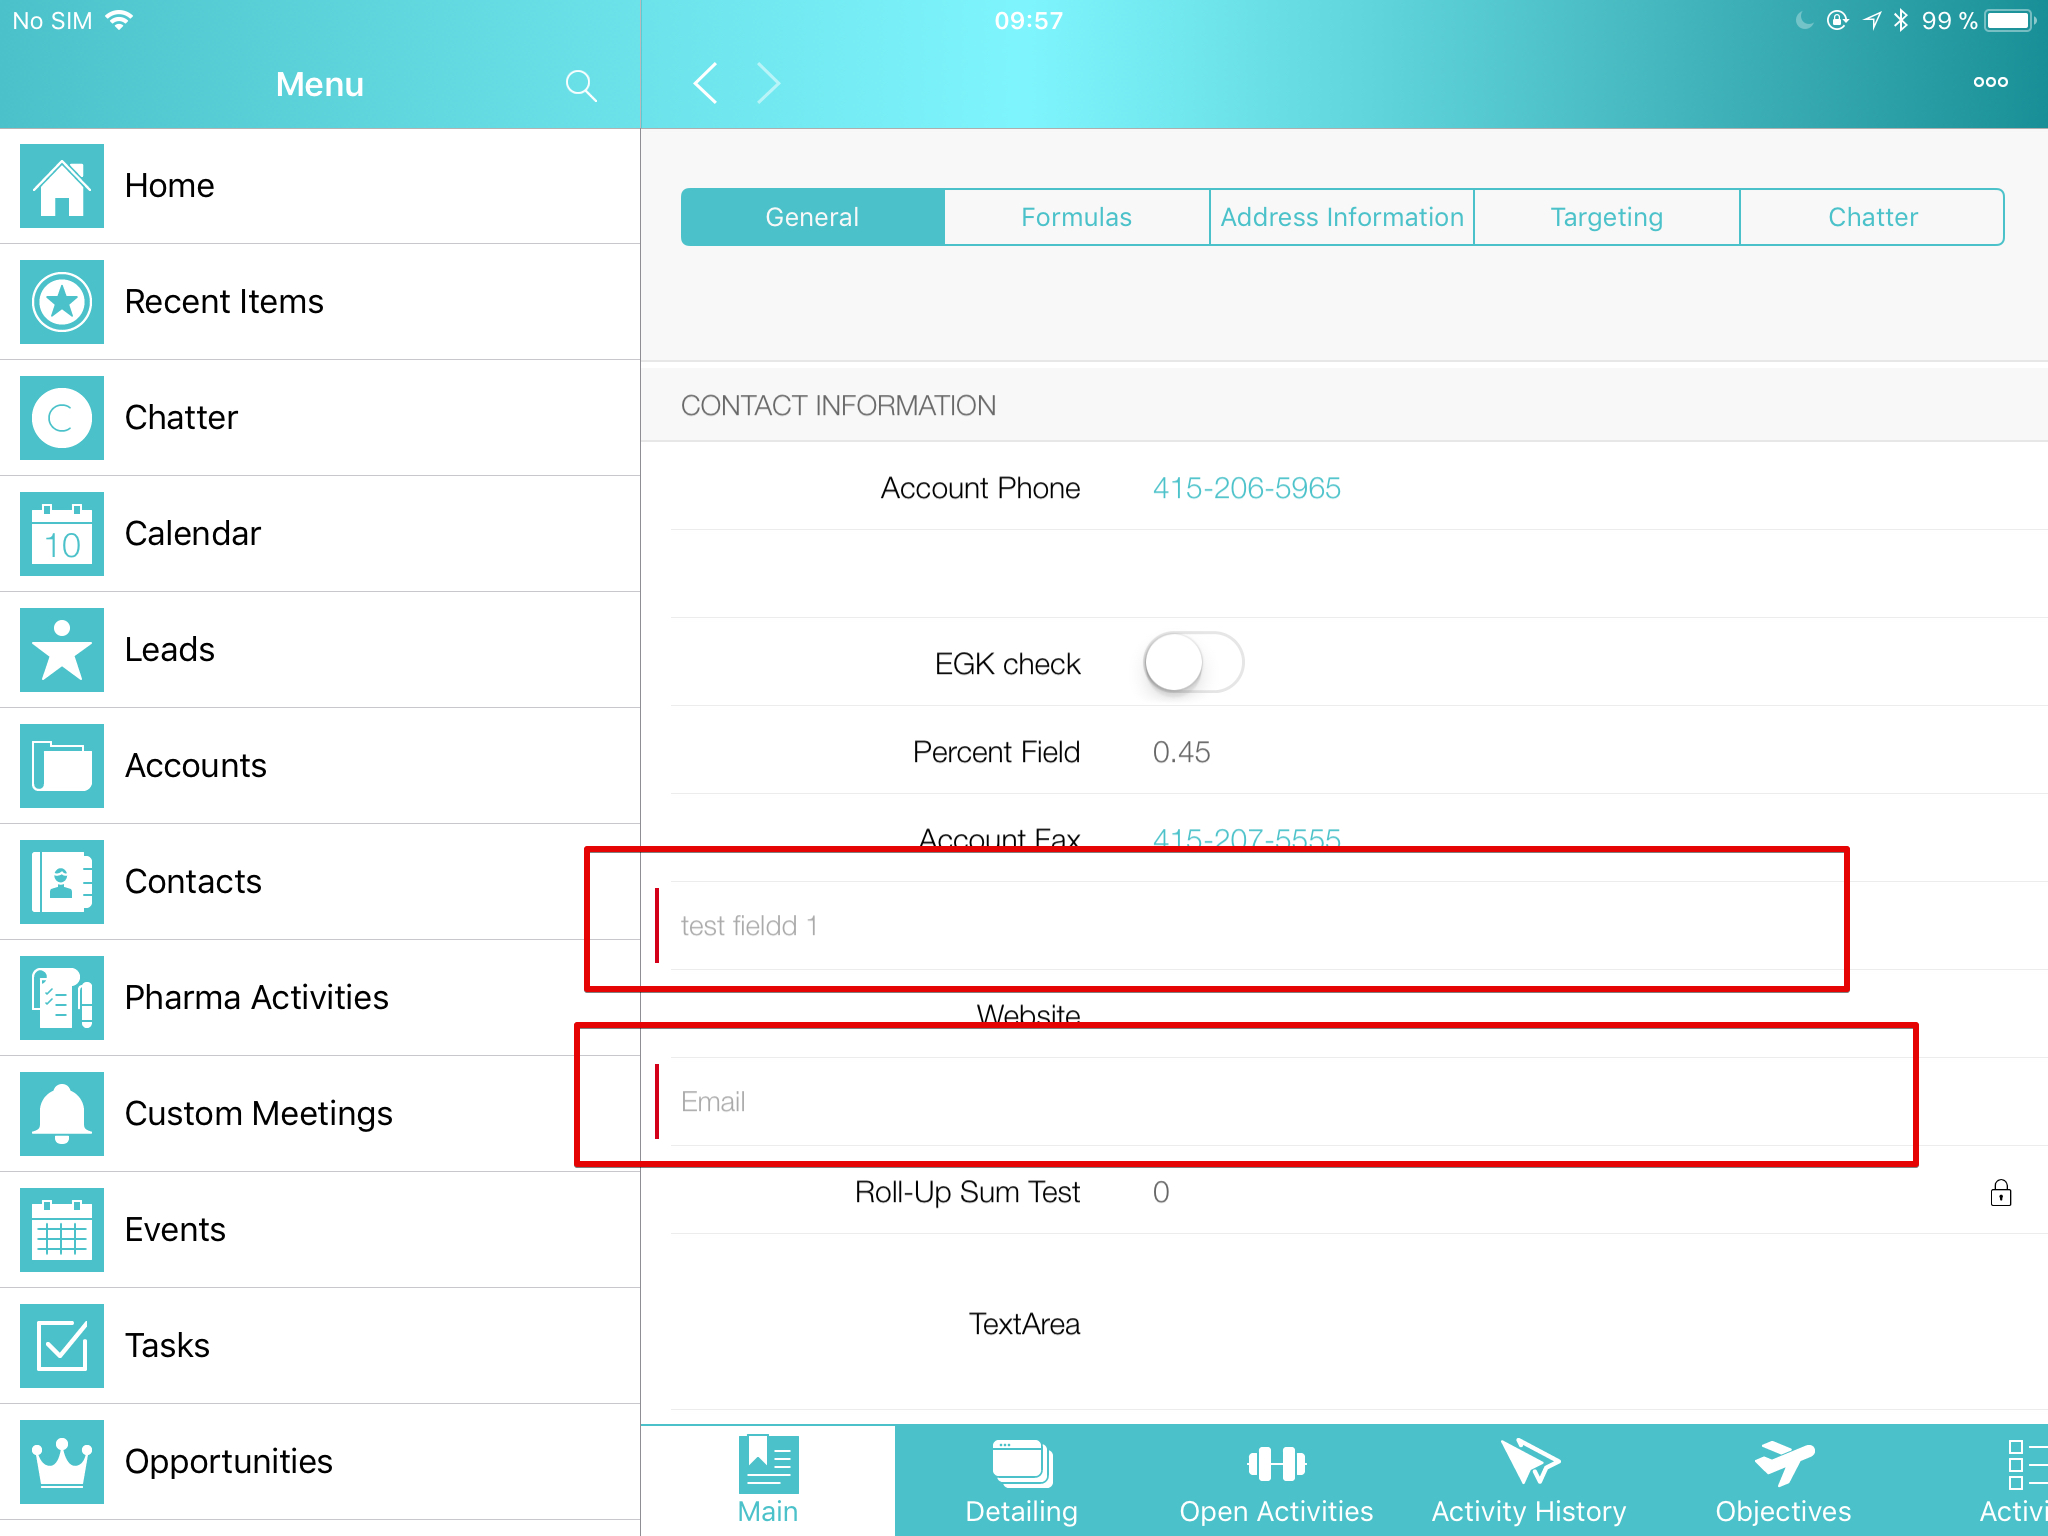 No SIM
09:57
99 %
Menu
Home
Recent Items
C
Chatter
10
Calendar
Leads
Accounts
Contacts
Pharma Activities
Custom Meetings
Events
Tasks
Opportunities
General Formulas Address Information Targeting Chatter
CONTACT INFORMATION
Account Phone 415-206-5965
EGK check
Percent Field 0.45
Account Fax 415-207-5555
test fieldd 1
Website
Email
Roll-Up Sum Test 0
TextArea
Main Detailing Open Activities Activity History Objectives Activi